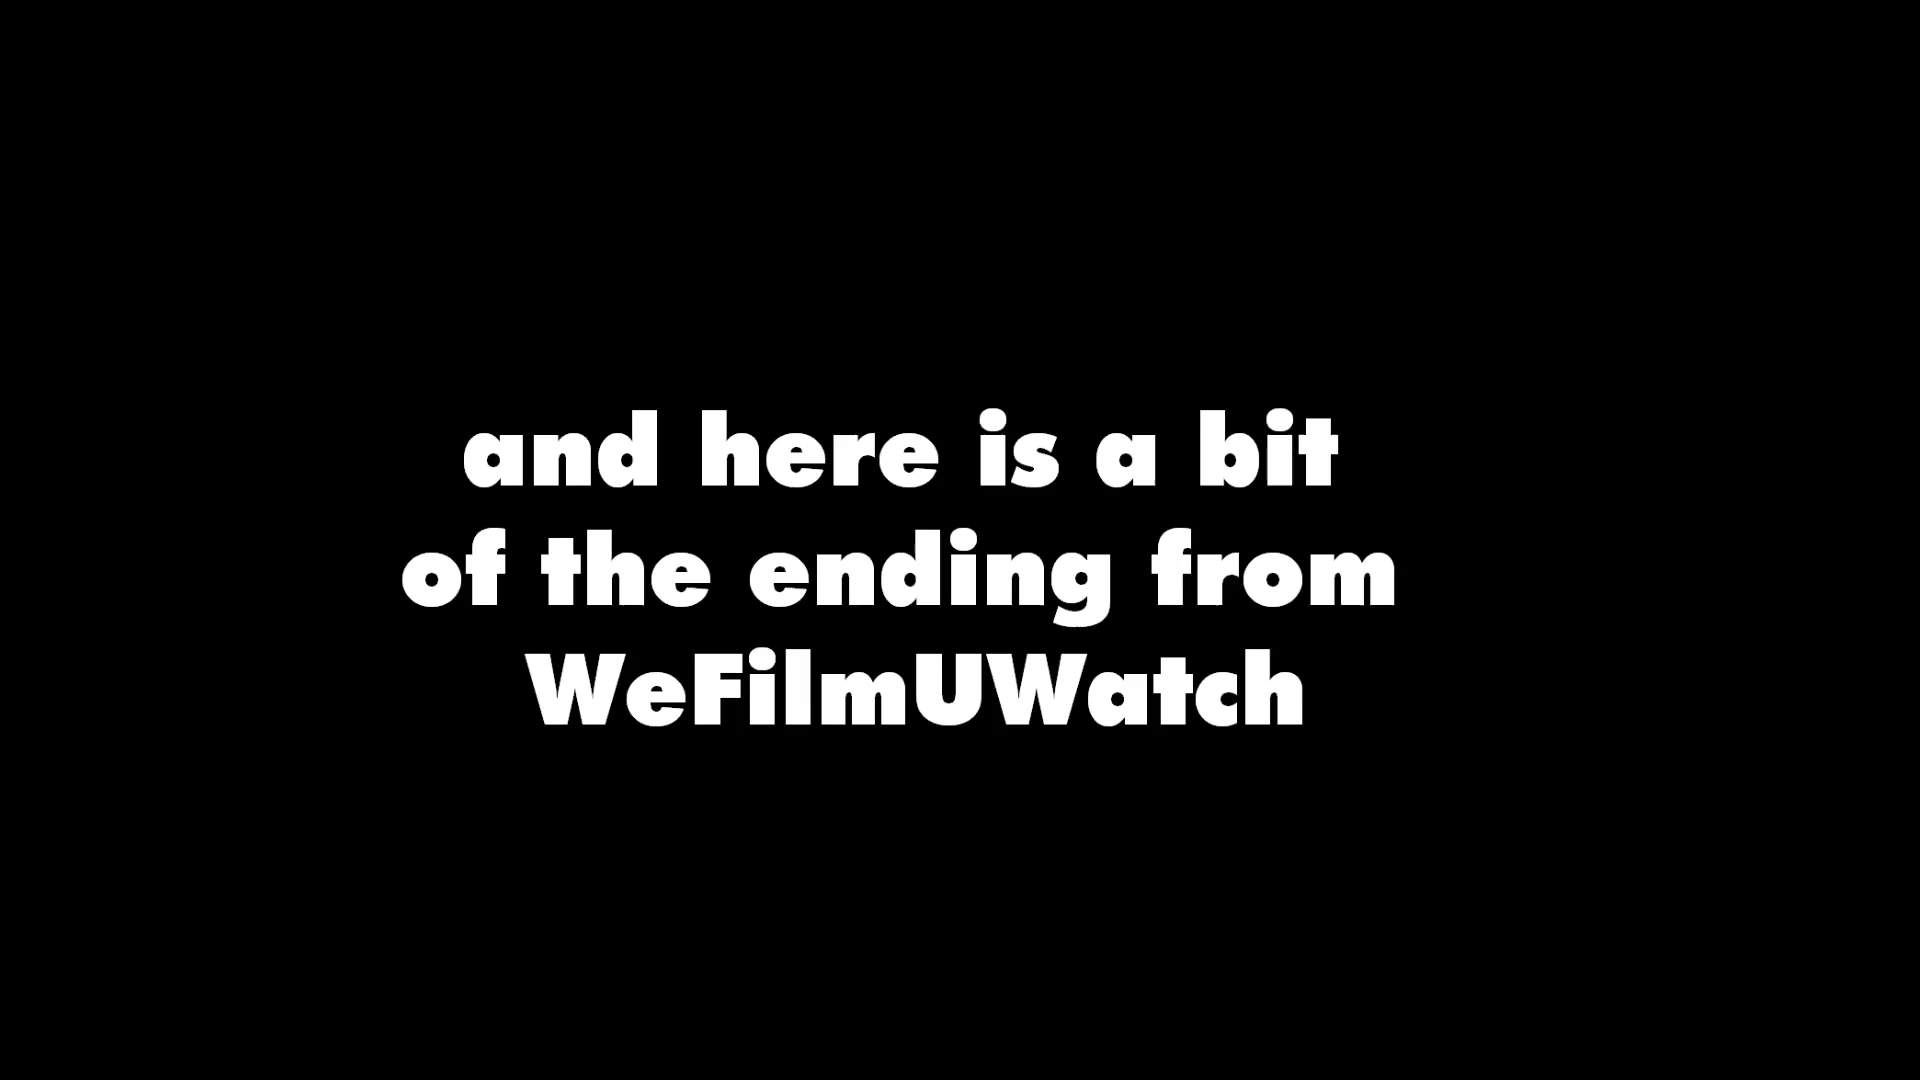 and here is a bit
of the ending from
WeFilmUWatch